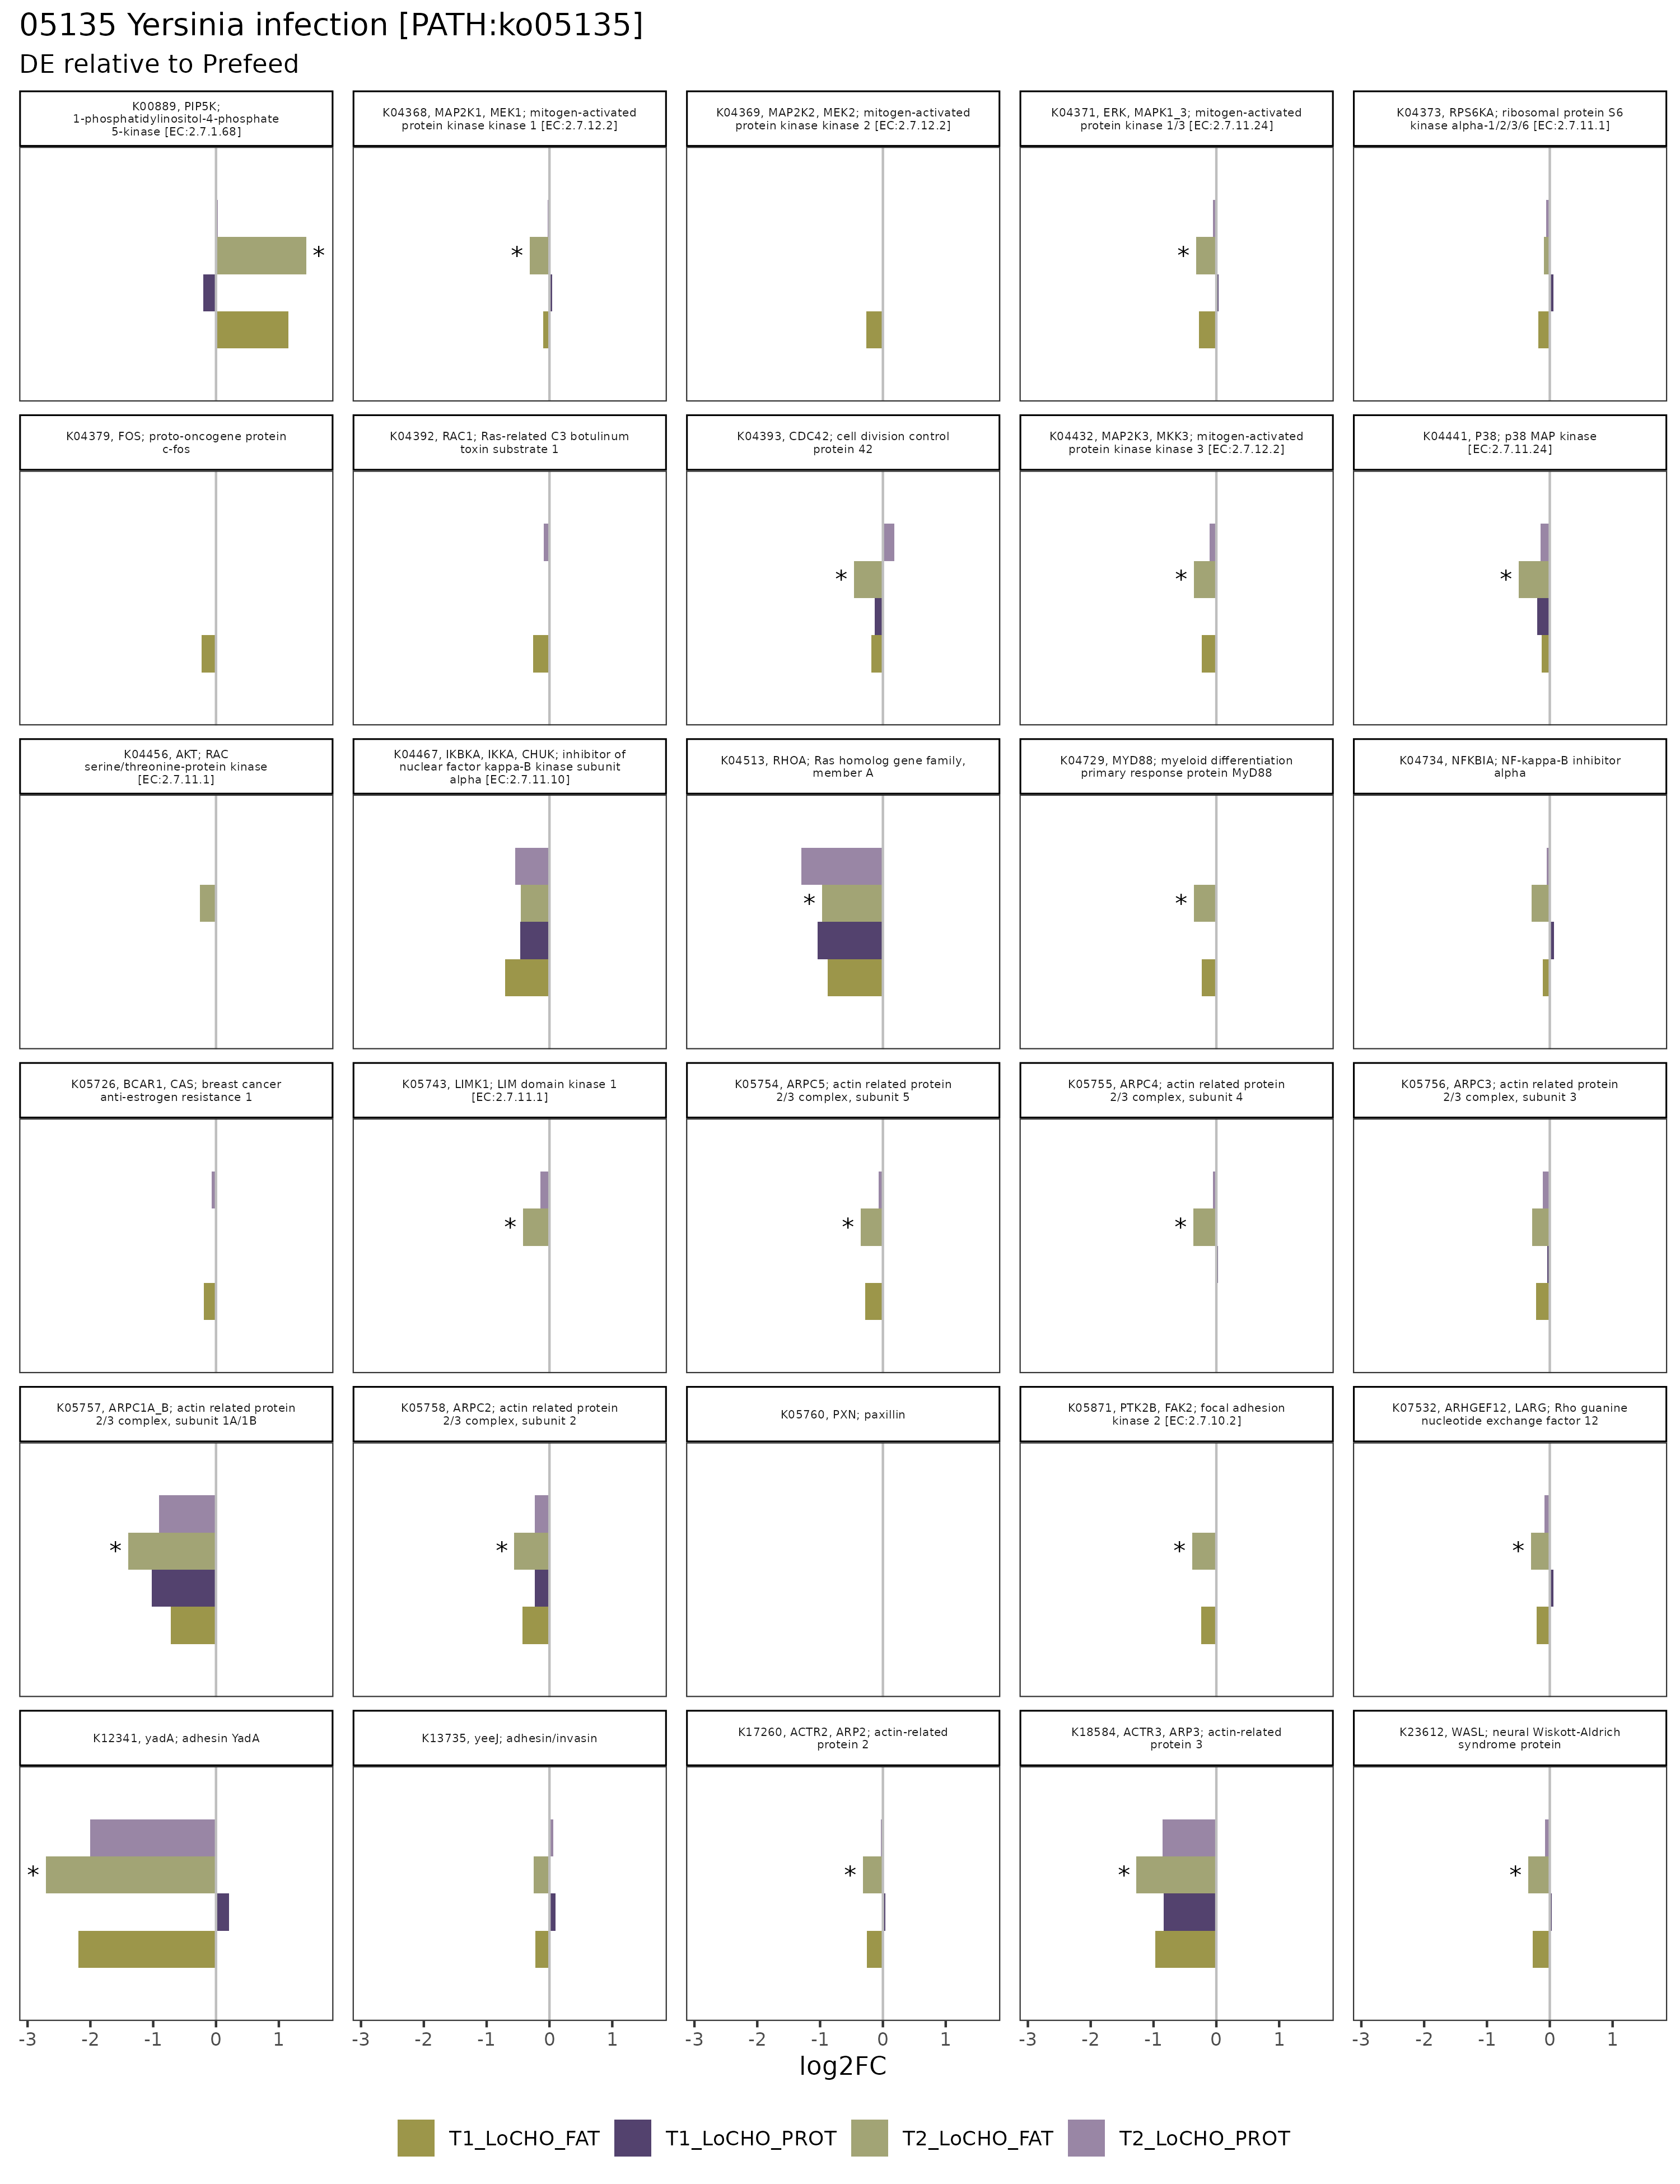 05135 Yersinia infection [PATH:ko05135]
DE relative to Prefeed
K00889, PIP5K;
1-phosphatidylinositol-4-phosphate
5-kinase [EC:2.7.1.68]
K04368, MAP2K1, MEK1; mitogen-activated
protein kinase kinase 1 [EC:2.7.12.2]
K04369, MAP2K2, MEK2; mitogen-activated
protein kinase kinase 2 [EC:2.7.12.2]
K04371, ERK, MAPK1_3; mitogen-activated
protein kinase 1/3 [EC:2.7.11.24]
K04373, RPS6KA; ribosomal protein S6
kinase alpha-1/2/3/6 [EC:2.7.11.1]
*
*
*
K04379, FOS; proto-oncogene protein
c-fos
K04392, RAC1; Ras-related C3 botulinum
toxin substrate 1
K04393, CDC42; cell division control
protein 42
K04432, MAP2K3, MKK3; mitogen-activated
protein kinase kinase 3 [EC:2.7.12.2]
K04441, P38; p38 MAP kinase
[EC:2.7.11.24]
*
*
*
K04456, AKT; RAC
serine/threonine-protein kinase
[EC:2.7.11.1]
K04467, IKBKA, IKKA, CHUK; inhibitor of
nuclear factor kappa-B kinase subunit
alpha [EC:2.7.11.10]
K04513, RHOA; Ras homolog gene family,
member A
K04729, MYD88; myeloid differentiation
primary response protein MyD88
K04734, NFKBIA; NF-kappa-B inhibitor
alpha
*
*
K05726, BCAR1, CAS; breast cancer
anti-estrogen resistance 1
K05743, LIMK1; LIM domain kinase 1
[EC:2.7.11.1]
K05754, ARPC5; actin related protein
2/3 complex, subunit 5
K05755, ARPC4; actin related protein
2/3 complex, subunit 4
K05756, ARPC3; actin related protein
2/3 complex, subunit 3
*
*
*
K05757, ARPC1A_B; actin related protein
2/3 complex, subunit 1A/1B
K05758, ARPC2; actin related protein
2/3 complex, subunit 2
K05760, PXN; paxillin
K05871, PTK2B, FAK2; focal adhesion
kinase 2 [EC:2.7.10.2]
K07532, ARHGEF12, LARG; Rho guanine
nucleotide exchange factor 12
*
*
*
*
K12341, yadA; adhesin YadA
K13735, yeeJ; adhesin/invasin
K17260, ACTR2, ARP2; actin-related
protein 2
K18584, ACTR3, ARP3; actin-related
protein 3
K23612, WASL; neural Wiskott-Aldrich
syndrome protein
*
*
*
*
-3 -2 -1 0 1
-3 -2 -1 0 1
-3 -2 -1 0 1
-3 -2 -1 0 1
-3 -2 -1 0 1
log2FC
T1_LoCHO_FAT
T1_LoCHO_PROT
T2_LoCHO_FAT
T2_LoCHO_PROT